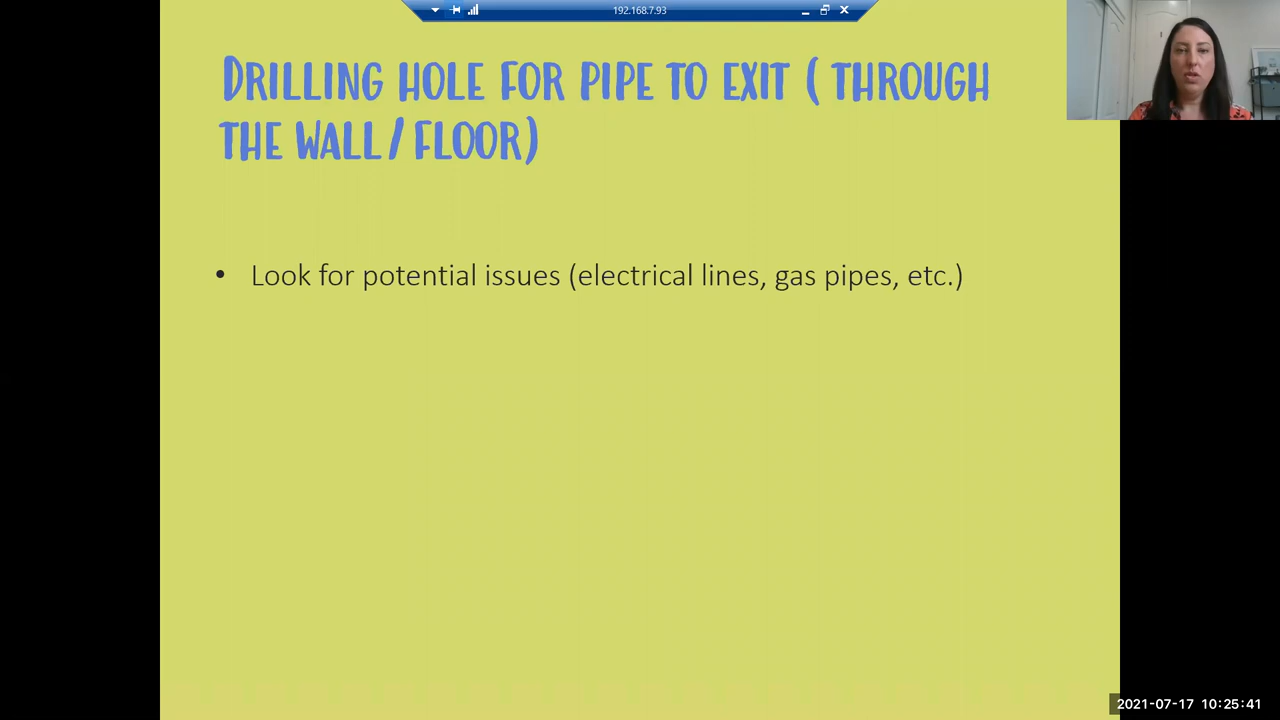 192.168.7.93
DRILLING HOLE FOR PIPE TO EXIT ( THROUGH
THE WALL/FLOOR)
• Look for potential issues (electrical lines, gas pipes, etc.)
2021-07-17 10:25:41